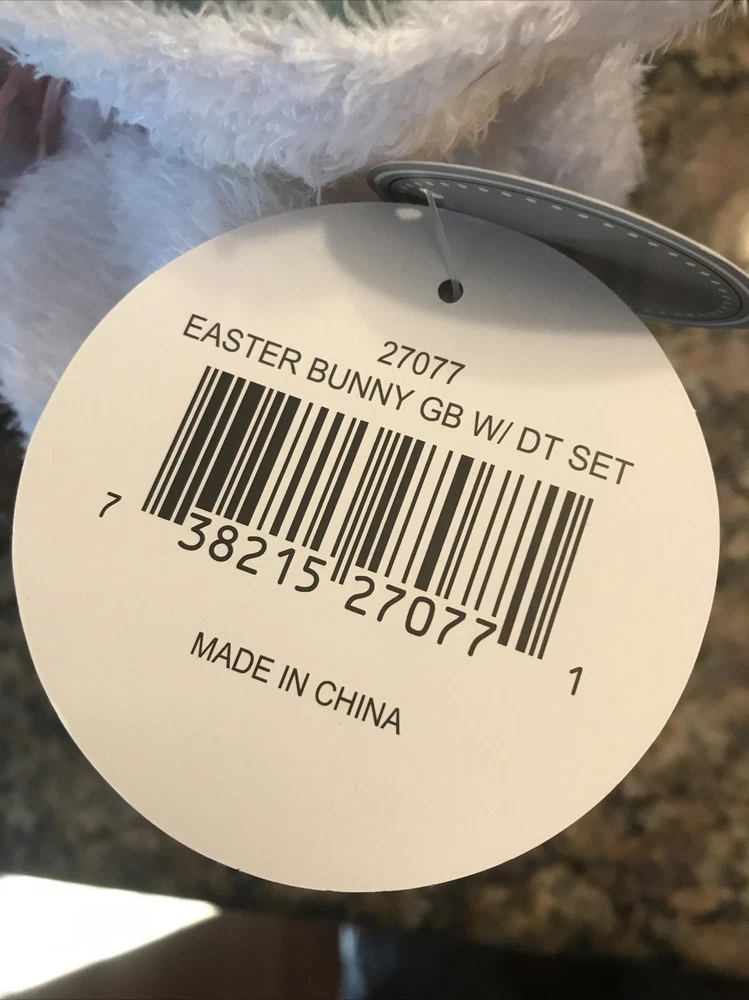 27077
EASTER BUNNY GB W/ DT SET
7 38215 27077 1
MADE IN CHINA